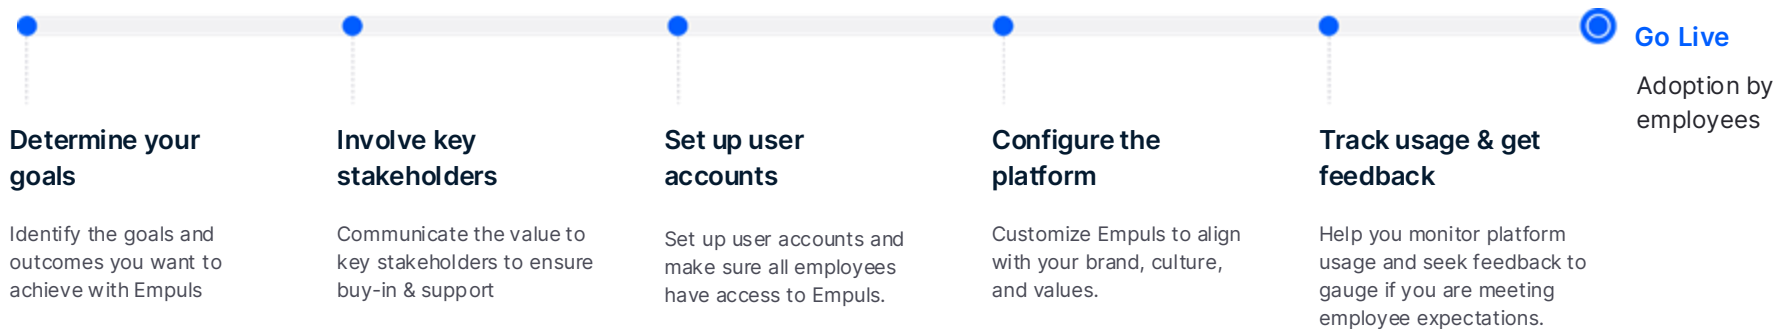 Determine your
goals
Identify the goals and
outcomes you want to
achieve with Empuls
Involve key
stakeholders
Communicate the value to
key stakeholders to ensure
buy-in & support
Set up user
accounts
Set up user accounts and
make sure all employees
have access to Empuls.
Configure the
platform
Customize Empuls to align
with your brand, culture,
and values.
Track usage & get
feedback
Help you monitor platform
usage and seek feedback to
gauge if you are meeting
employee expectations.
Go Live
Adoption by
employees